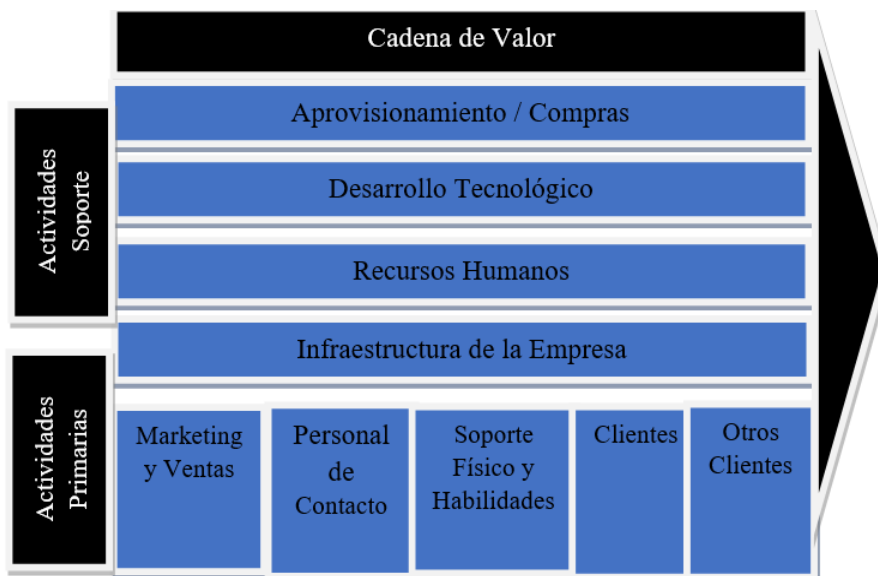 Cadena de Valor
Actividades
Soporte
Aprovisionamiento / Compras
Desarrollo Tecnológico
Recursos Humanos
Infraestructura de la Empresa
Actividades
Primarias
Marketing
y Ventas
Personal
de
Contacto
Soporte
Físico y
Habilidades
Clientes
Otros
Clientes